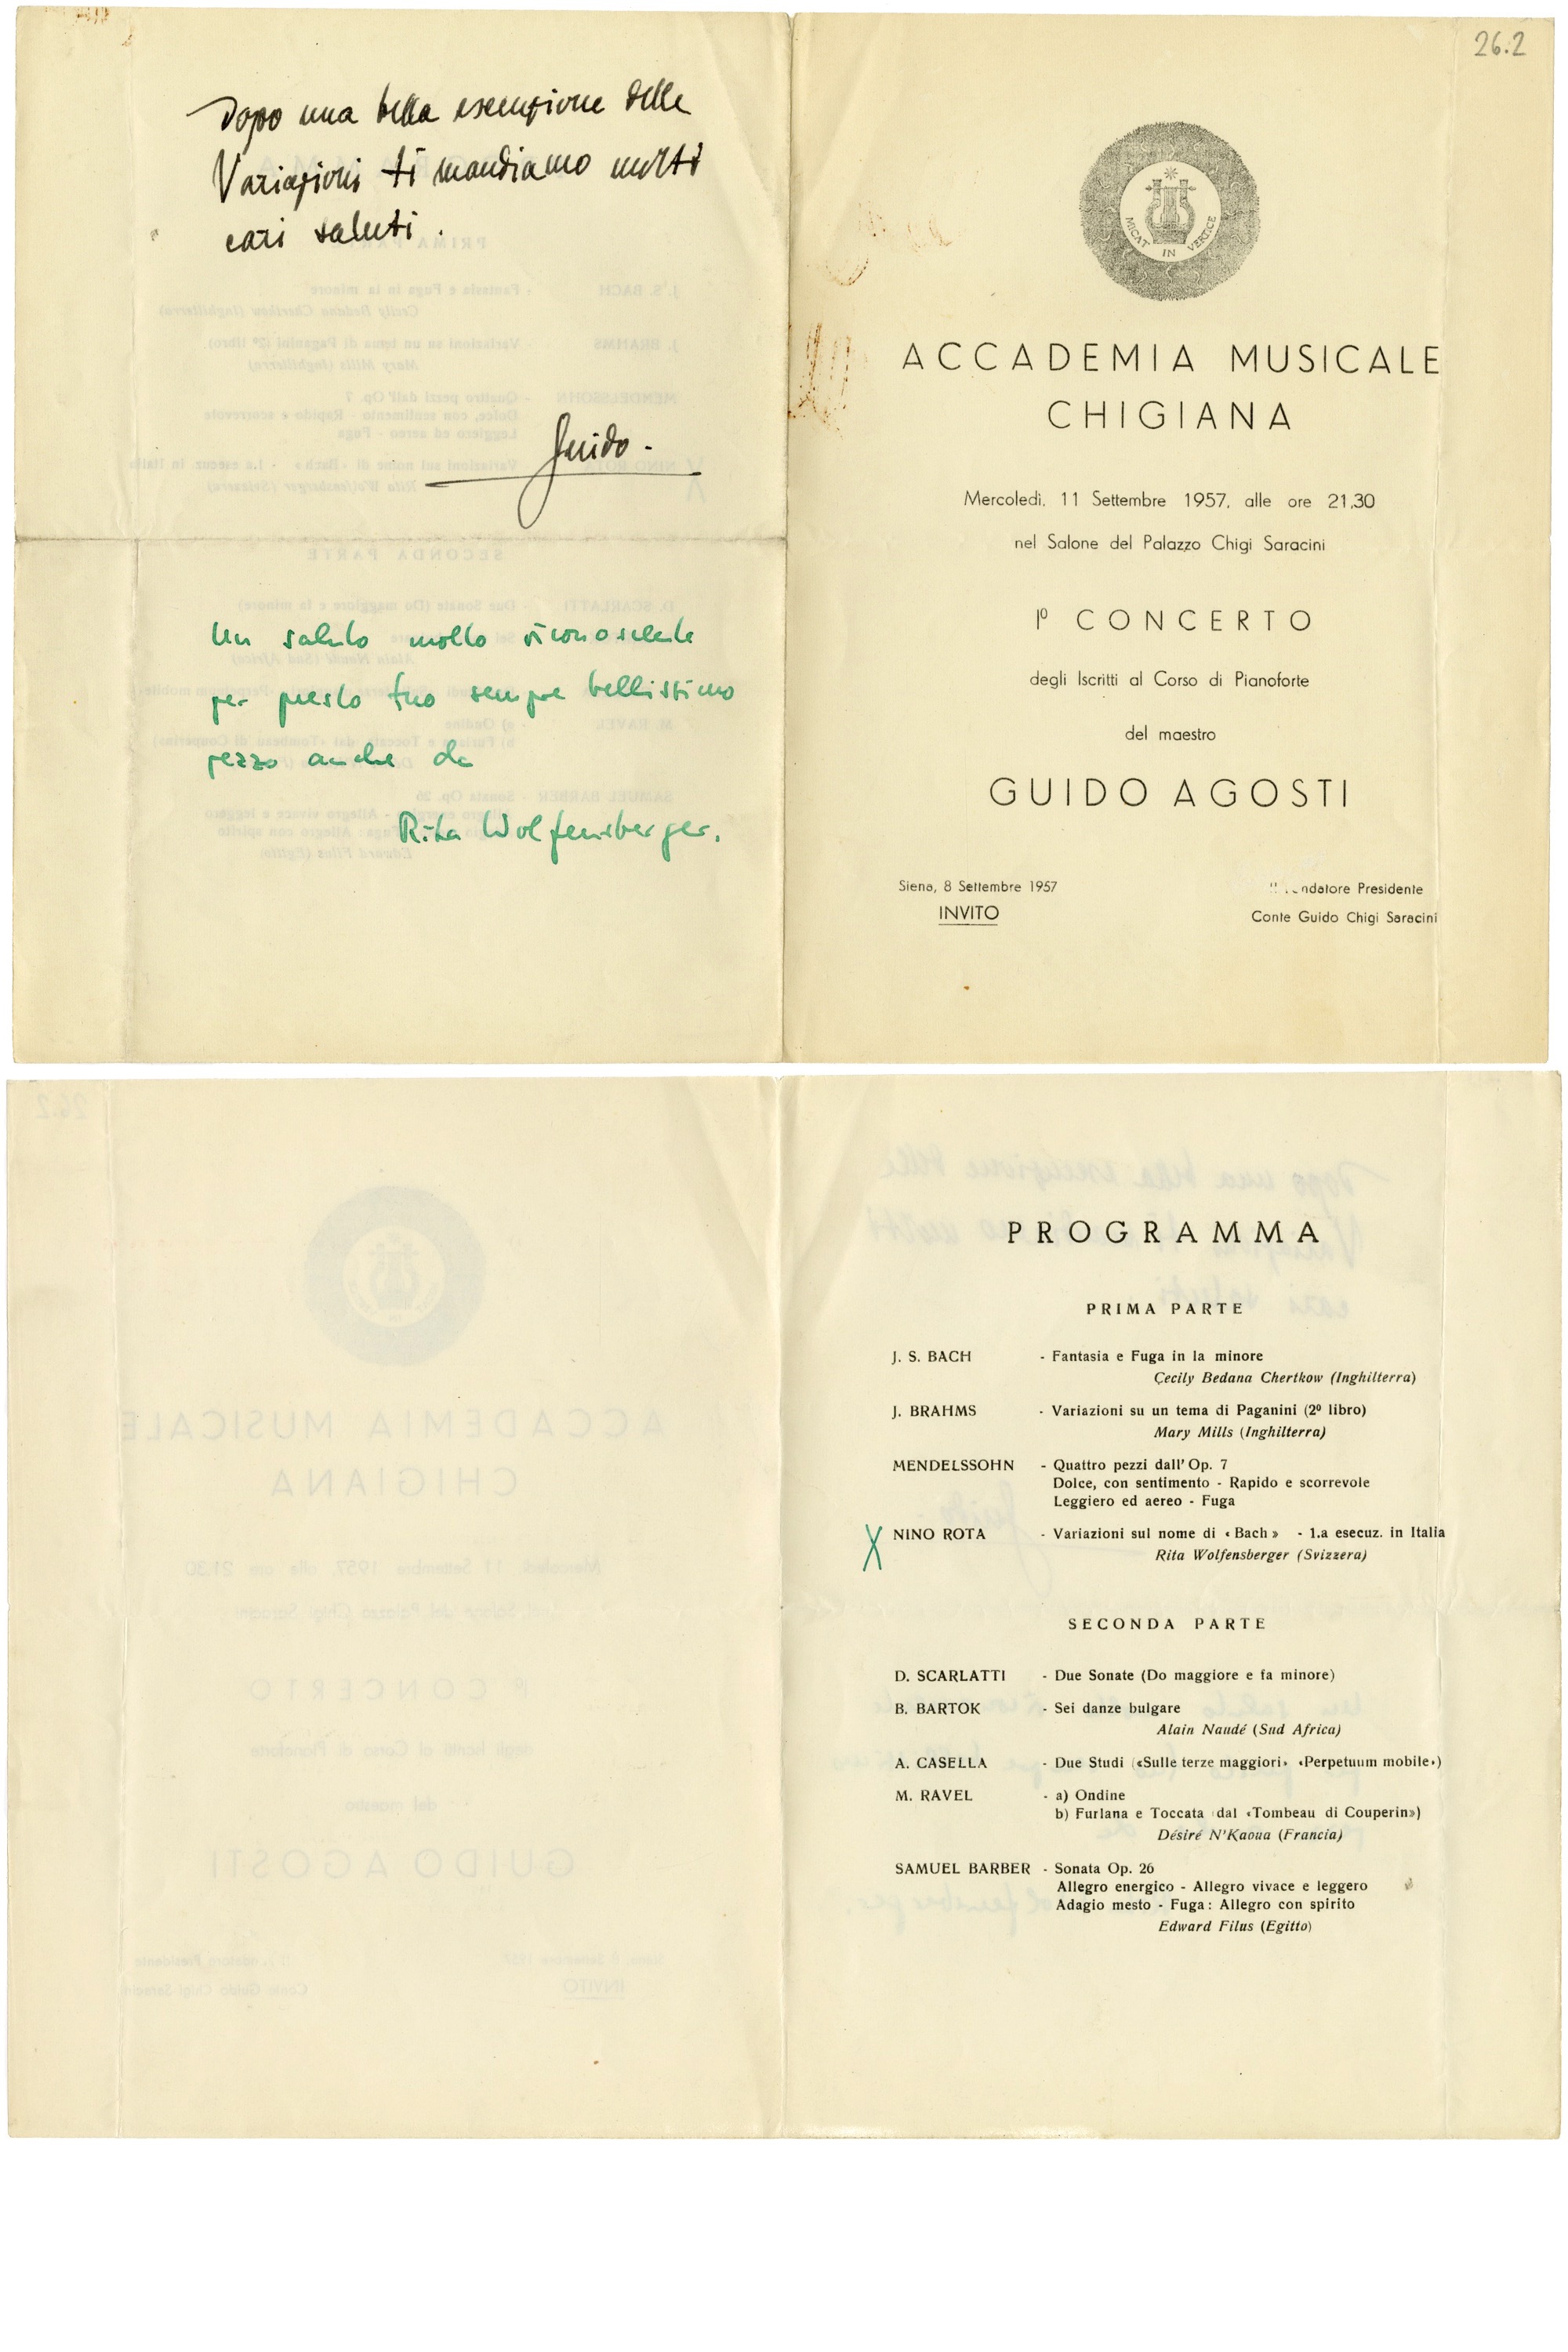 Dopo una bella esecuzione delle
Variazioni ti mandiamo molti
cari saluti.
Guido.
Un saluto molto riconoscente
per questo tuo sempre bellissimo
pezzo anche da
Rita Wolfensberger.
26.2
MICAT IN VERTICE
ACCADEMIA MUSICALE
CHIGIANA
Mercoledì, 11 Settembre 1957, alle ore 21,30
nel Salone del Palazzo Chigi Saracini
1º CONCERTO
degli Iscritti al Corso di Pianoforte
del maestro
GUIDO AGOSTI
Siena, 8 Settembre 1957
INVITO
Presidente
Conte Guido Chigi Saracini
PROGRAMMA
PRIMA PARTE
J. S. BACH - Fantasia e Fuga in la minore
Cecily Bedana Chertkow (Inghilterra)
J. BRAHMS - Variazioni su un tema di Paganini (2º libro)
Mary Mills (Inghilterra)
MENDELSSOHN - Quattro pezzi dall'Op. 7
Dolce, con sentimento - Rapido e scorrevole
Leggiero ed aereo - Fuga
X NINO ROTA - Variazioni sul nome di «Bach» - 1.a esecuz. in Italia
Rita Wolfensberger (Svizzera)
SECONDA PARTE
D. SCARLATTI - Due Sonate (Do maggiore e fa minore)
B. BARTOK - Sei danze bulgare
Alain Naudé (Sud Africa)
A. CASELLA - Due Studi («Sulle terze maggiori» «Perpetuum mobile»)
M. RAVEL - a) Ondine
b) Furlana e Toccata (dal «Tombeau di Couperin»)
Désiré N'Kaoua (Francia)
SAMUEL BARBER - Sonata Op. 26
Allegro energico - Allegro vivace e leggero
Adagio mesto - Fuga: Allegro con spirito
Edward Filus (Egitto)